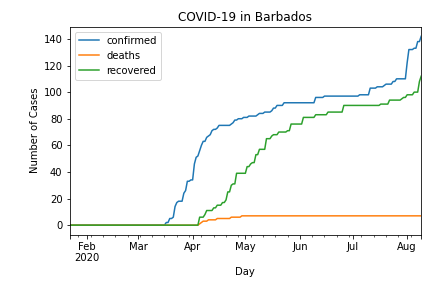 COVID-19 in Barbados
confirmed
deaths
recovered
Number of Cases
140
120
100
80
60
40
20
0
Feb Mar Apr May Jun Jul Aug
2020
Day